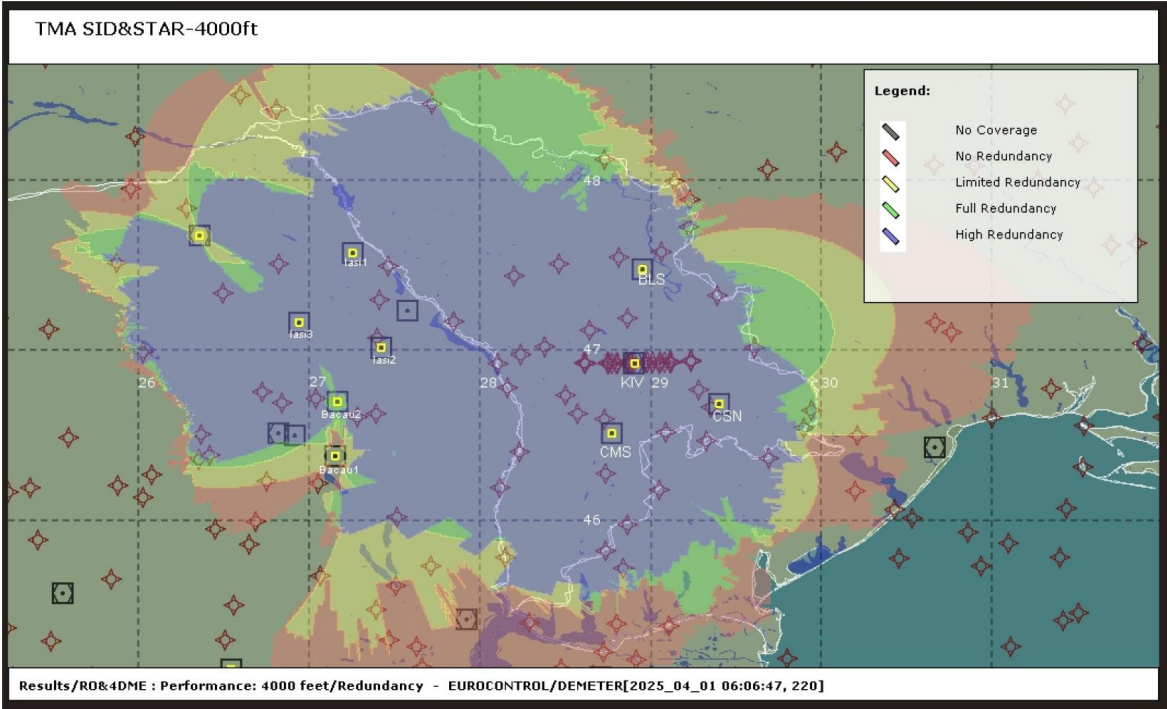 TMA SID&STAR-4000ft
Legend:
No Coverage
No Redundancy
Limited Redundancy
Full Redundancy
High Redundancy
48
Iasi1
BLS
Iasi3
Iasi2
47
26
27
28
KIV
29
30
31
Bacau2
CSN
CMS
Bacau1
46
Results/RO&4DME : Performance: 4000 feet/Redundancy - EUROCONTROL/DEMETER[2025_04_01 06:06:47, 220]